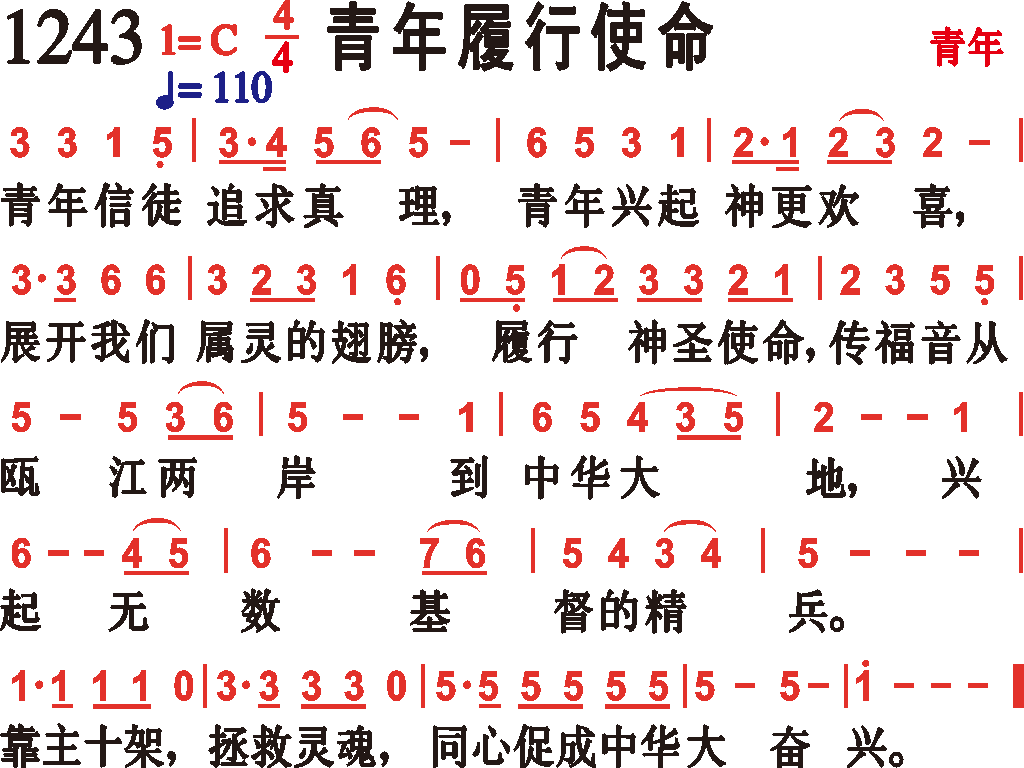 1243 1=C 4/4 青年履行使命 青年
♩=110
3 3 1 5 | 3·4 5 6 5 - | 6 5 3 1 | 2·1 2 3 2 - |
青年信徒 追求真 理, 青年兴起 神更欢 喜,
3·3 6 6 | 3 2 3 1 6 | 0 5 1 2 3 3 2 1 | 2 3 5 5 |
展开我们 属灵的翅膀, 履行 神圣使命,传福音从
5 - 5 3 6 | 5 - - 1 | 6 5 4 3 5 | 2 - - 1 |
瓯 江两 岸 到 中华大 地, 兴
6 - - 4 5 | 6 - - 7 6 | 5 4 3 4 | 5 - - - |
起 无 数 基 督的精 兵。
1·1 1 1 0 | 3·3 3 3 0 | 5·5 5 5 5 5 | 5 - 5 - | 1 - - -
靠主十架, 拯救灵魂, 同心促成中华大 奋 兴。